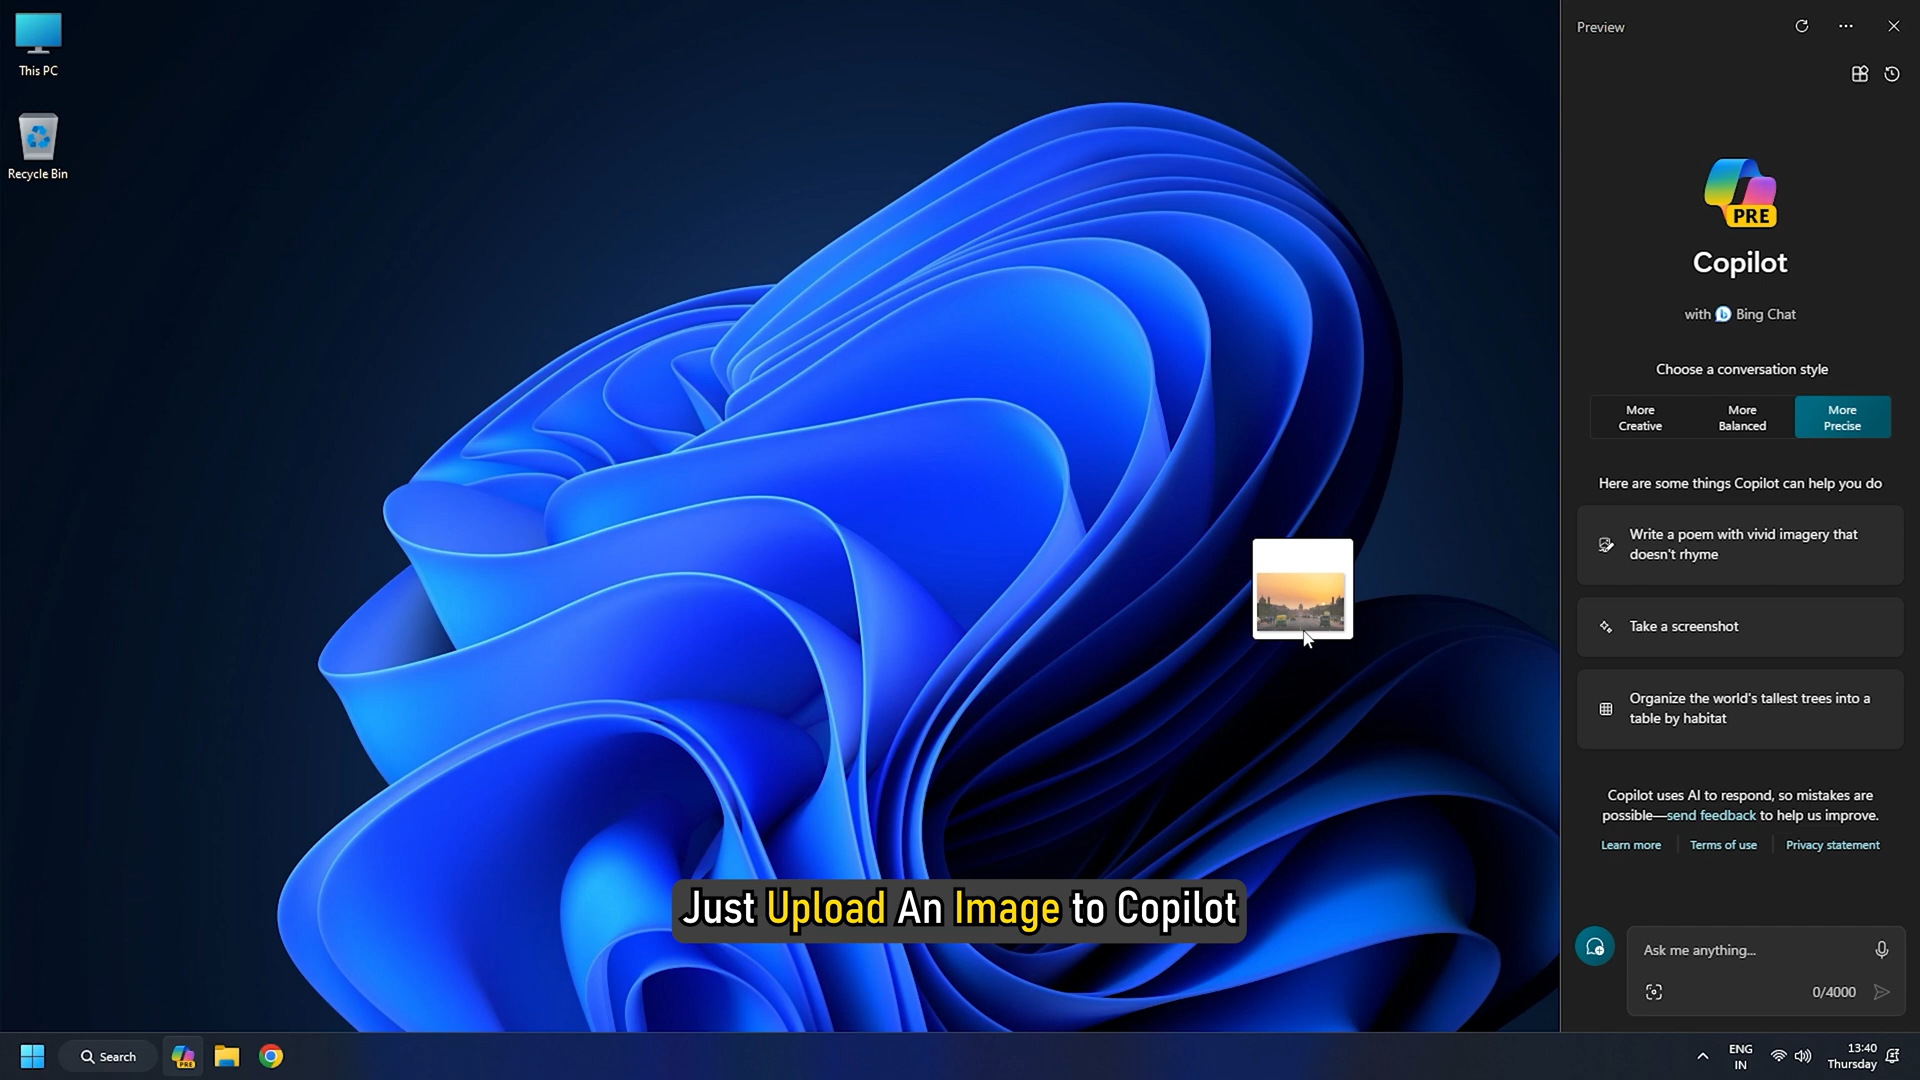 This PC
Recycle Bin
Preview
PRE
Copilot
with Bing Chat
Choose a conversation style
More
Creative
More
Balanced
More
Precise
Here are some things Copilot can help you do
Write a poem with vivid imagery that
doesn't rhyme
Take a screenshot
Organize the world's tallest trees into a
table by habitat
Copilot uses AI to respond, so mistakes are
possible—send feedback to help us improve.
Learn more
Terms of use
Privacy statement
Just Upload An Image to Copilot
Ask me anything...
0/4000
Search
PRE
ENG
IN
13:40
Thursday